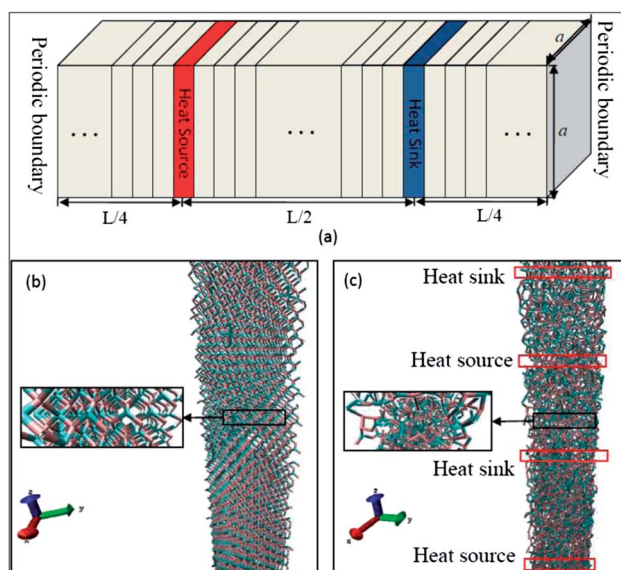 Periodic boundary
Heat Source
Heat Sink
a
a
Periodic boundary
...
...
...
L/4
L/2
L/4
(a)
(b)
z
y
x
(c)
Heat sink
Heat source
Heat sink
Heat source
z
y
x